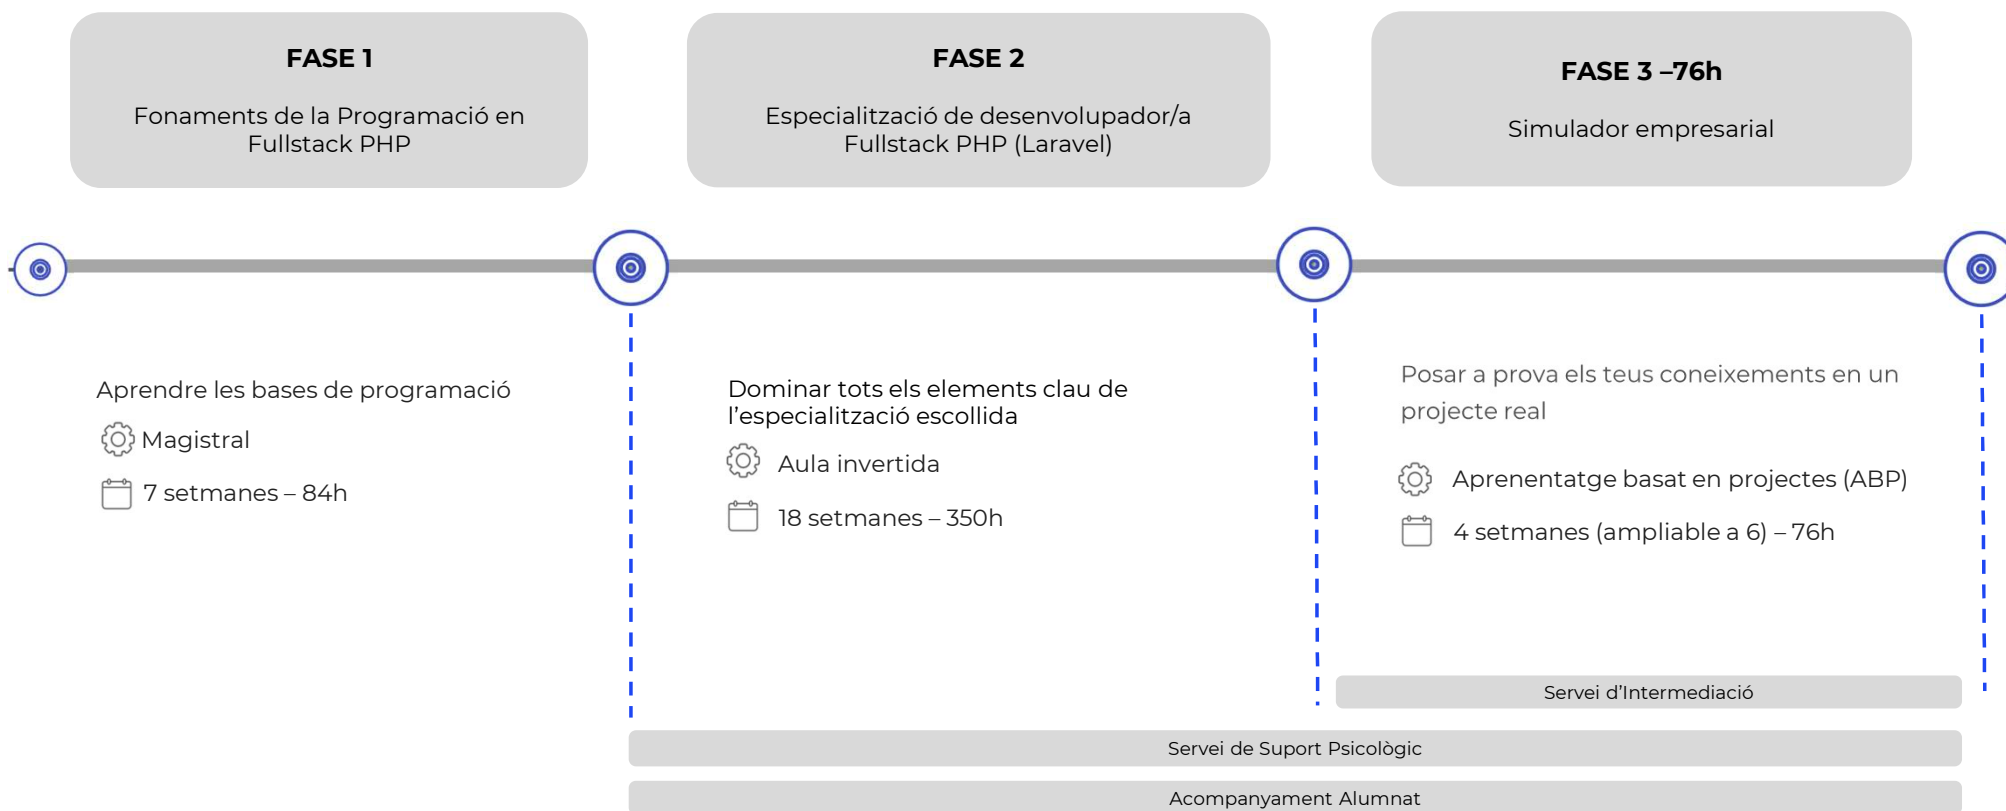 FASE 1
Fonaments de la Programació en
Fullstack PHP
FASE 2
Especialització de desenvolupador/a
Fullstack PHP (Laravel)
FASE 3 –76h
Simulador empresarial
Aprendre les bases de programació
Magistral
7 setmanes – 84h
Dominar tots els elements clau de
l’especialització escollida
Aula invertida
18 setmanes – 350h
Posar a prova els teus coneixements en un
projecte real
Aprenentatge basat en projectes (ABP)
4 setmanes (ampliable a 6) – 76h
Servei d’Intermediació
Servei de Suport Psicològic
Acompanyament Alumnat